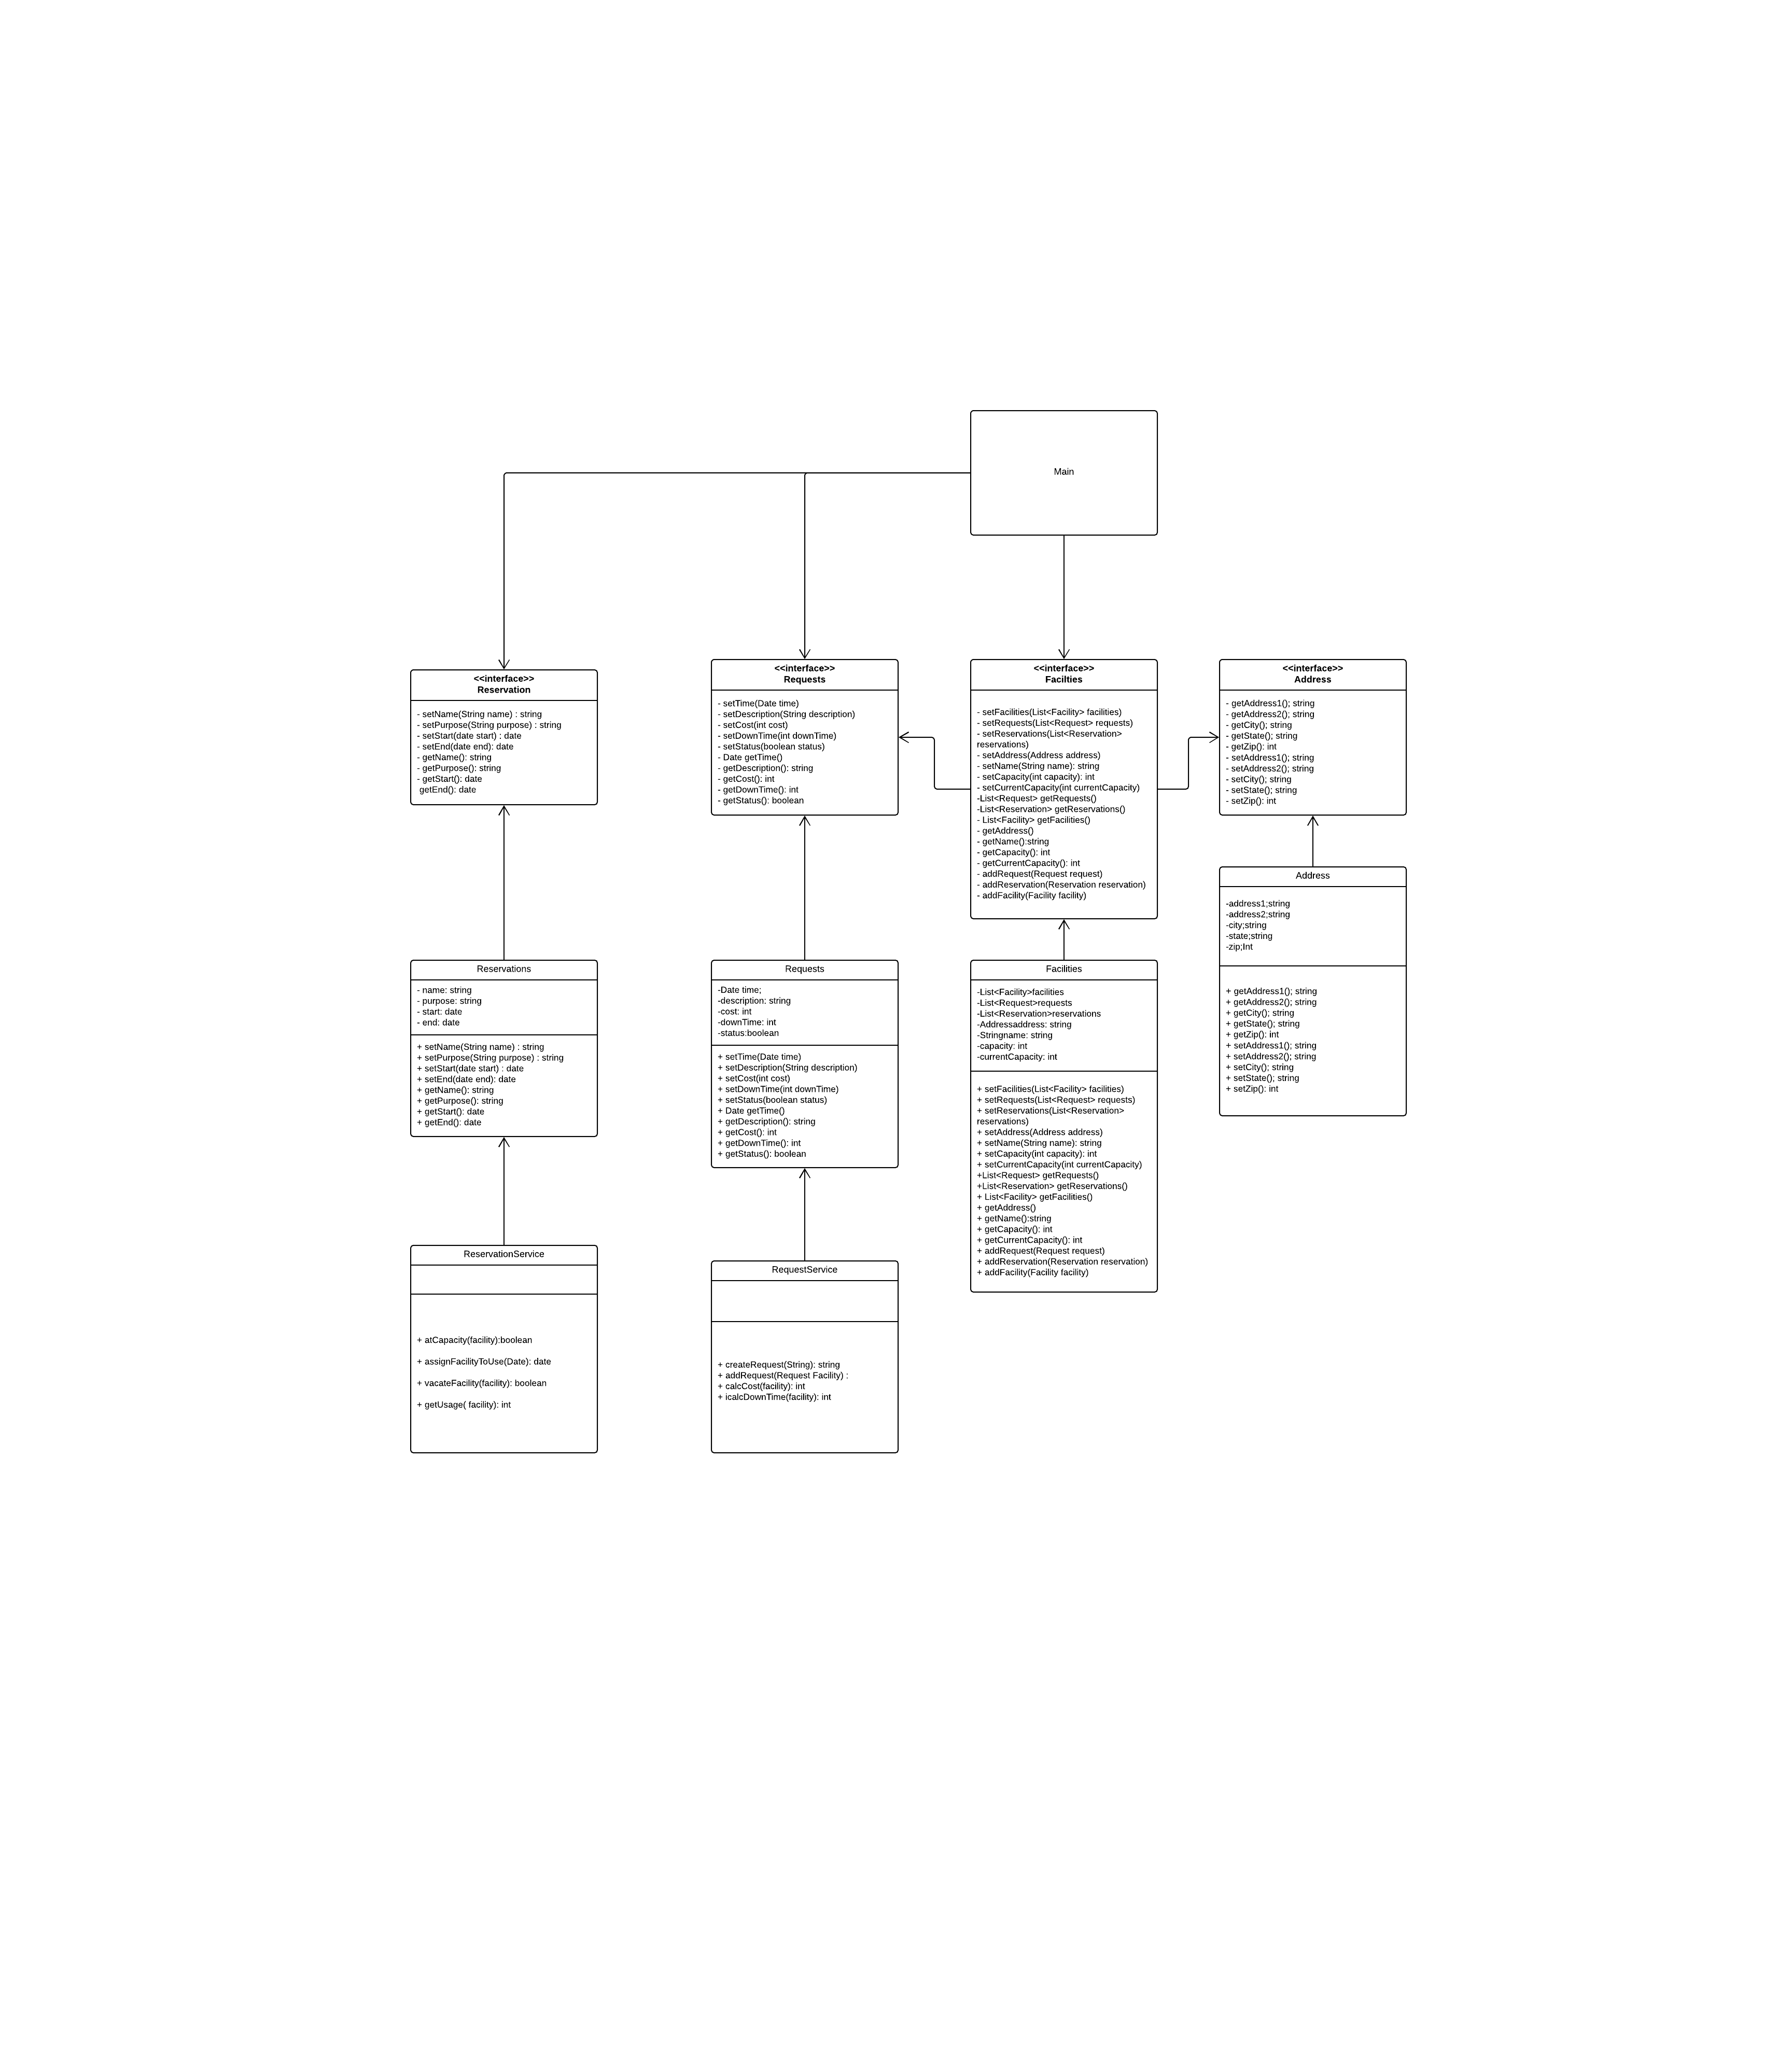 Main
<<interface>>
Reservation
- setName(String name) : string
- setPurpose(String purpose) : string
- setStart(date start) : date
- setEnd(date end): date
- getName(): string
- getPurpose(): string
- getStart(): date
getEnd(): date
<<interface>>
Requests
- setTime(Date time)
- setDescription(String description)
- setCost(int cost)
- setDownTime(int downTime)
- setStatus(boolean status)
- Date getTime()
- getDescription(): string
- getCost(): int
- getDownTime(): int
- getStatus(): boolean
<<interface>>
Facilties
- setFacilities(List<Facility> facilities)
- setRequests(List<Request> requests)
- setReservations(List<Reservation>
reservations)
- setAddress(Address address)
- setName(String name): string
- setCapacity(int capacity): int
- setCurrentCapacity(int currentCapacity)
-List<Request> getRequests()
-List<Reservation> getReservations()
- List<Facility> getFacilities()
- getAddress()
- getName():string
- getCapacity(): int
- getCurrentCapacity(): int
- addRequest(Request request)
- addReservation(Reservation reservation)
- addFacility(Facility facility)
<<interface>>
Address
- getAddress1(); string
- getAddress2(); string
- getCity(); string
- getState(); string
- getZip(): int
- setAddress1(); string
- setAddress2(); string
- setCity(); string
- setState(); string
- setZip(): int
Address
-address1;string
-address2;string
-city;string
-state;string
-zip;Int
+ getAddress1(); string
+ getAddress2(); string
+ getCity(); string
+ getState(); string
+ getZip(): int
+ setAddress1(); string
+ setAddress2(); string
+ setCity(); string
+ setState(); string
+ setZip(): int
Reservations
- name: string
- purpose: string
- start: date
- end: date
+ setName(String name) : string
+ setPurpose(String purpose) : string
+ setStart(date start) : date
+ setEnd(date end): date
+ getName(): string
+ getPurpose(): string
+ getStart(): date
+ getEnd(): date
Requests
-Date time;
-description: string
-cost: int
-downTime: int
-status:boolean
+ setTime(Date time)
+ setDescription(String description)
+ setCost(int cost)
+ setDownTime(int downTime)
+ setStatus(boolean status)
+ Date getTime()
+ getDescription(): string
+ getCost(): int
+ getDownTime(): int
+ getStatus(): boolean
Facilities
-List<Facility>facilities
-List<Request>requests
-List<Reservation>reservations
-Addressaddress: string
-Stringname: string
-capacity: int
-currentCapacity: int
+ setFacilities(List<Facility> facilities)
+ setRequests(List<Request> requests)
+ setReservations(List<Reservation>
reservations)
+ setAddress(Address address)
+ setName(String name): string
+ setCapacity(int capacity): int
+ setCurrentCapacity(int currentCapacity)
+List<Request> getRequests()
+List<Reservation> getReservations()
+ List<Facility> getFacilities()
+ getAddress()
+ getName():string
+ getCapacity(): int
+ getCurrentCapacity(): int
+ addRequest(Request request)
+ addReservation(Reservation reservation)
+ addFacility(Facility facility)
ReservationService
+ atCapacity(facility):boolean
+ assignFacilityToUse(Date): date
+ vacateFacility(facility): boolean
+ getUsage( facility): int
RequestService
+ createRequest(String): string
+ addRequest(Request Facility) :
+ calcCost(facility): int
+ icalcDownTime(facility): int